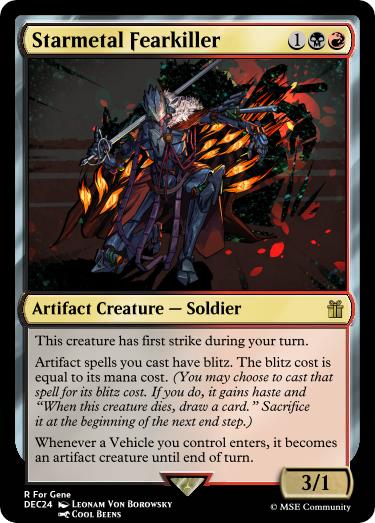 Starmetal Fearkiller 1
Artifact Creature — Soldier
This creature has first strike during your turn.
Artifact spells you cast have blitz. The blitz cost is
equal to its mana cost. (You may choose to cast that
spell for its blitz cost. If you do, it gains haste and
“When this creature dies, draw a card.” Sacrifice
it at the beginning of the next end step.)
Whenever a Vehicle you control enters, it becomes
an artifact creature until end of turn.
3/1
R For Gene
DEC24 Leonam Von Borowsky
Cool Beens
© MSE Community